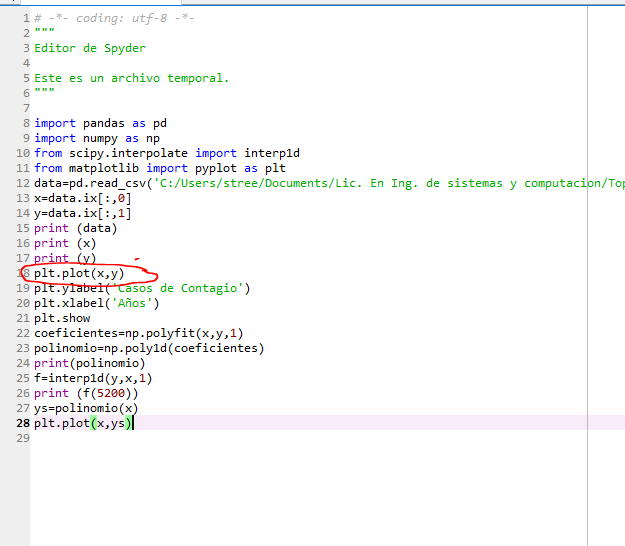 1 # -*- coding: utf-8 -*-
2 """
3 Editor de Spyder
4
5 Este es un archivo temporal.
6 """
7
8 import pandas as pd
9 import numpy as np
10 from scipy.interpolate import interp1d
11 from matplotlib import pyplot as plt
12 data=pd.read_csv('C:/Users/stree/Documents/Lic. En Ing. de sistemas y computacion/Top
13 x=data.ix[:,0]
14 y=data.ix[:,1]
15 print (data)
16 print (x)
17 print (y)
18 plt.plot(x,y)
19 plt.ylabel('Casos de Contagio')
20 plt.xlabel('Años')
21 plt.show
22 coeficientes=np.polyfit(x,y,1)
23 polinomio=np.poly1d(coeficientes)
24 print(polinomio)
25 f=interp1d(y,x,1)
26 print (f(5200))
27 ys=polinomio(x)
28 plt.plot(x,ys)
29